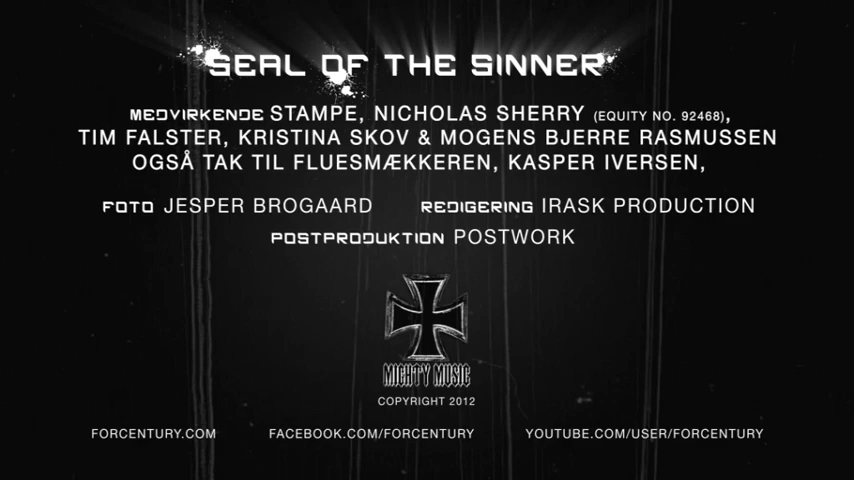 SEAL OF THE SINNER
MEDVIRKENDE STAMPE, NICHOLAS SHERRY (EQUITY NO. 92468),
TIM FALSTER, KRISTINA SKOV & MOGENS BJERRE RASMUSSEN
OGSÅ TAK TIL FLUESMÆKKEREN, KASPER IVERSEN,
FOTO JESPER BROGAARD REDIGERING IRASK PRODUCTION
POSTPRODUKTION POSTWORK
MIGHTY MUSIC
COPYRIGHT 2012
FORCENTURY.COM FACEBOOK.COM/FORCENTURY YOUTUBE.COM/USER/FORCENTURY